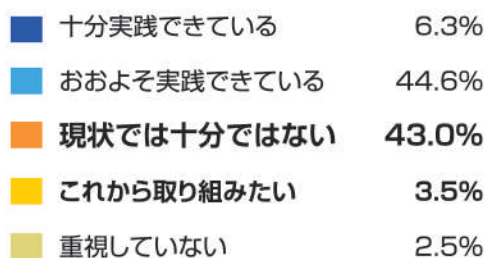 十分実践できている 6.3%
おおよそ実践できている 44.6%
現状では十分ではない 43.0%
これから取り組みたい 3.5%
重視していない 2.5%